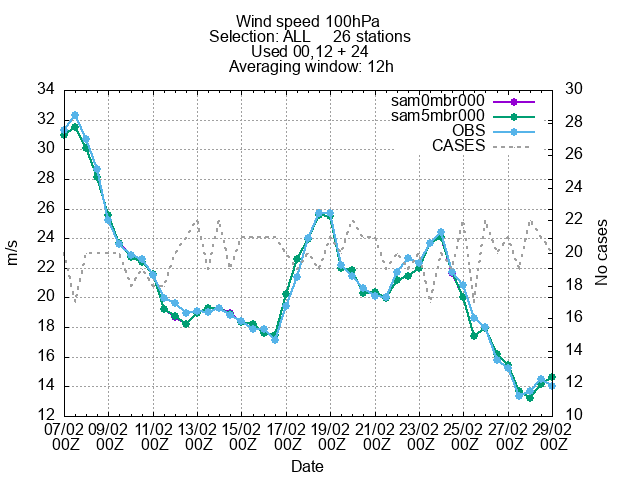 Wind speed 100hPa
Selection: ALL 26 stations
Used 00,12 + 24
Averaging window: 12h
sam0mbr000
sam5mbr000
OBS
CASES
m/s
34
32
30
28
26
24
22
20
18
16
14
12
No cases
30
28
26
24
22
20
18
16
14
12
10
07/02 09/02 11/02 13/02 15/02 17/02 19/02 21/02 23/02 25/02 27/02 29/02
00Z 00Z 00Z 00Z 00Z 00Z 00Z 00Z 00Z 00Z 00Z 00Z
Date